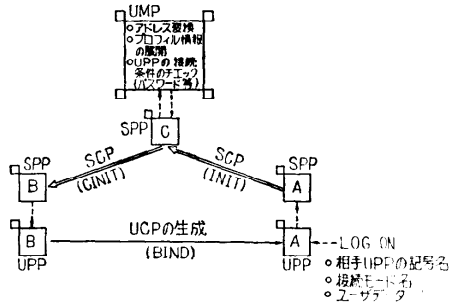 UMP
○アドレス変換
○プロフィル情報
の展開
○UPPの接続
条件のチェック
(パスワード等)
SPP
C
SCP
(CINIT)
SCP
(INIT)
SPP
B
SPP
A
B
UPP
UCPの生成
(BIND)
A
UPP
LOG ON
○相手UPPの記号名
○接続モード名
○ユーザデータ